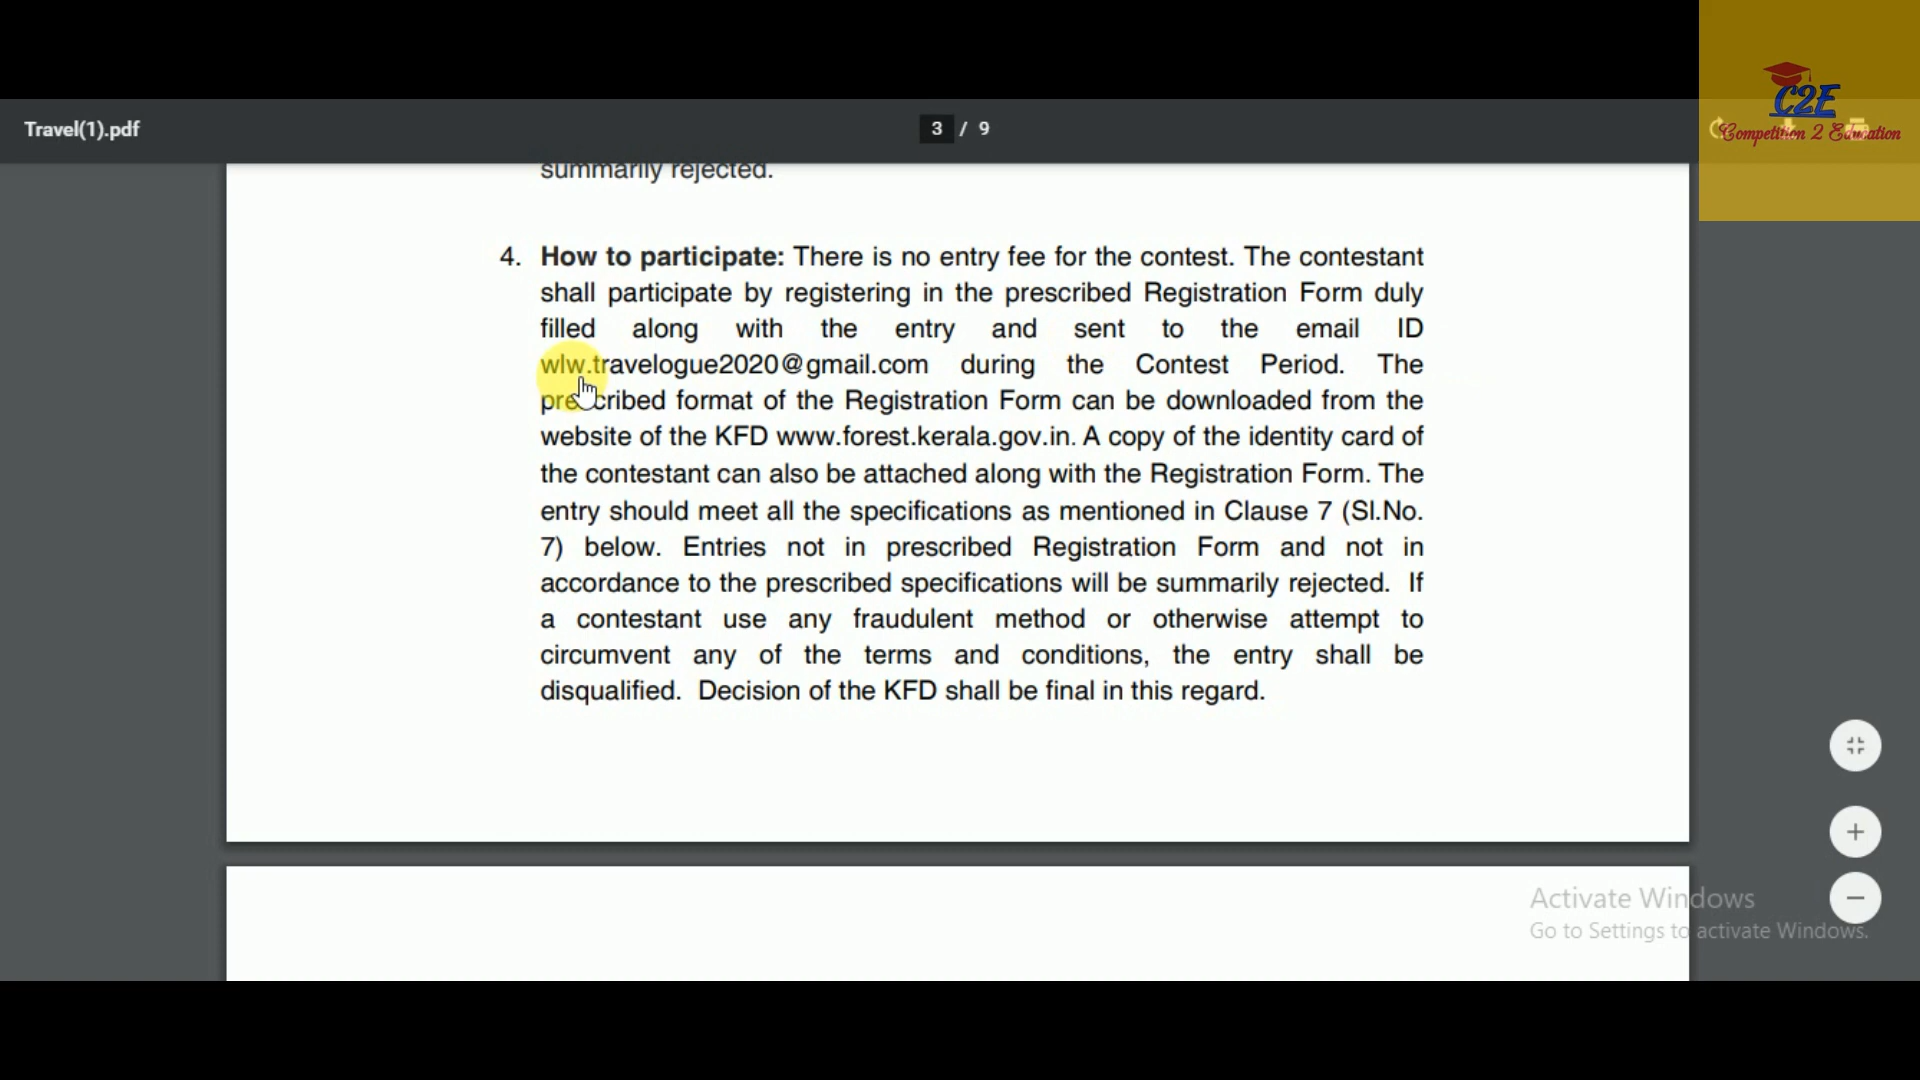 C2E
Competition 2 Education
Travel(1).pdf
3 / 9
summarily rejected.
4. How to participate: There is no entry fee for the contest. The contestant
shall participate by registering in the prescribed Registration Form duly
filled along with the entry and sent to the email ID
wlw.travelogue2020@gmail.com during the Contest Period. The
prescribed format of the Registration Form can be downloaded from the
website of the KFD www.forest.kerala.gov.in. A copy of the identity card of
the contestant can also be attached along with the Registration Form. The
entry should meet all the specifications as mentioned in Clause 7 (Sl.No.
7) below. Entries not in prescribed Registration Form and not in
accordance to the prescribed specifications will be summarily rejected. If
a contestant use any fraudulent method or otherwise attempt to
circumvent any of the terms and conditions, the entry shall be
disqualified. Decision of the KFD shall be final in this regard.
Activate Windows
Go to Settings to activate Windows.